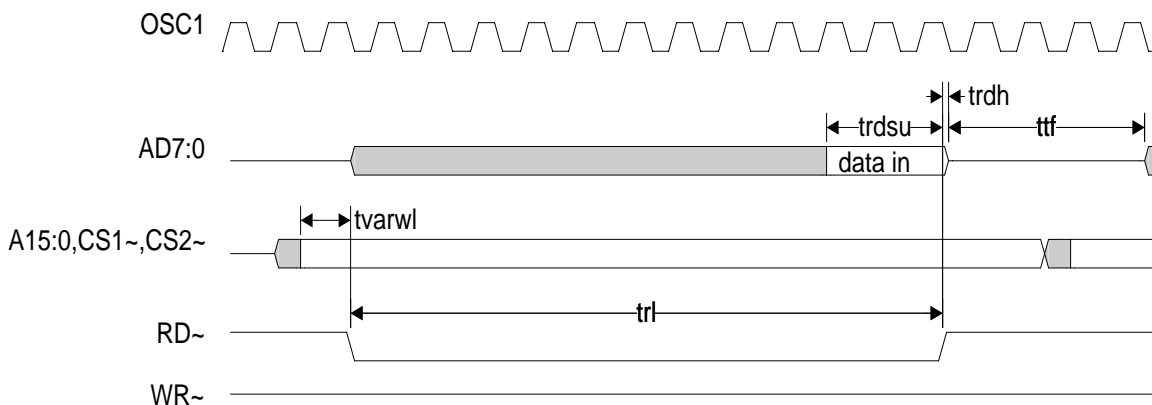 OSC1
trdh
trdsu
ttf
AD7:0
data in
tvarwl
A15:0,CS1~,CS2~
trl
RD~
WR~